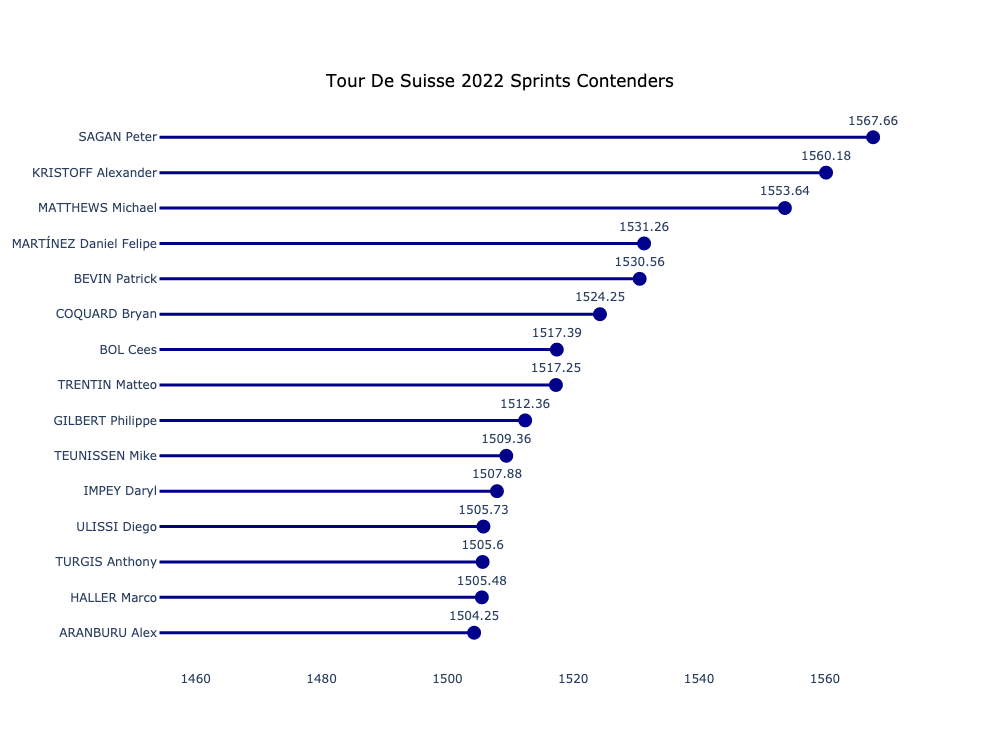 Tour De Suisse 2022 Sprints Contenders
1567.66
SAGAN Peter
1560.18
KRISTOFF Alexander
1553.64
MATTHEWS Michael
1531.26
MARTÍNEZ Daniel Felipe
1530.56
BEVIN Patrick
1524.25
COQUARD Bryan
1517.39
BOL Cees
1517.25
TRENTIN Matteo
1512.36
GILBERT Philippe
1509.36
TEUNISSEN Mike
1507.88
IMPEY Daryl
1505.73
ULISSI Diego
1505.6
TURGIS Anthony
1505.48
HALLER Marco
1504.25
ARANBURU Alex
1460 1480 1500 1520 1540 1560